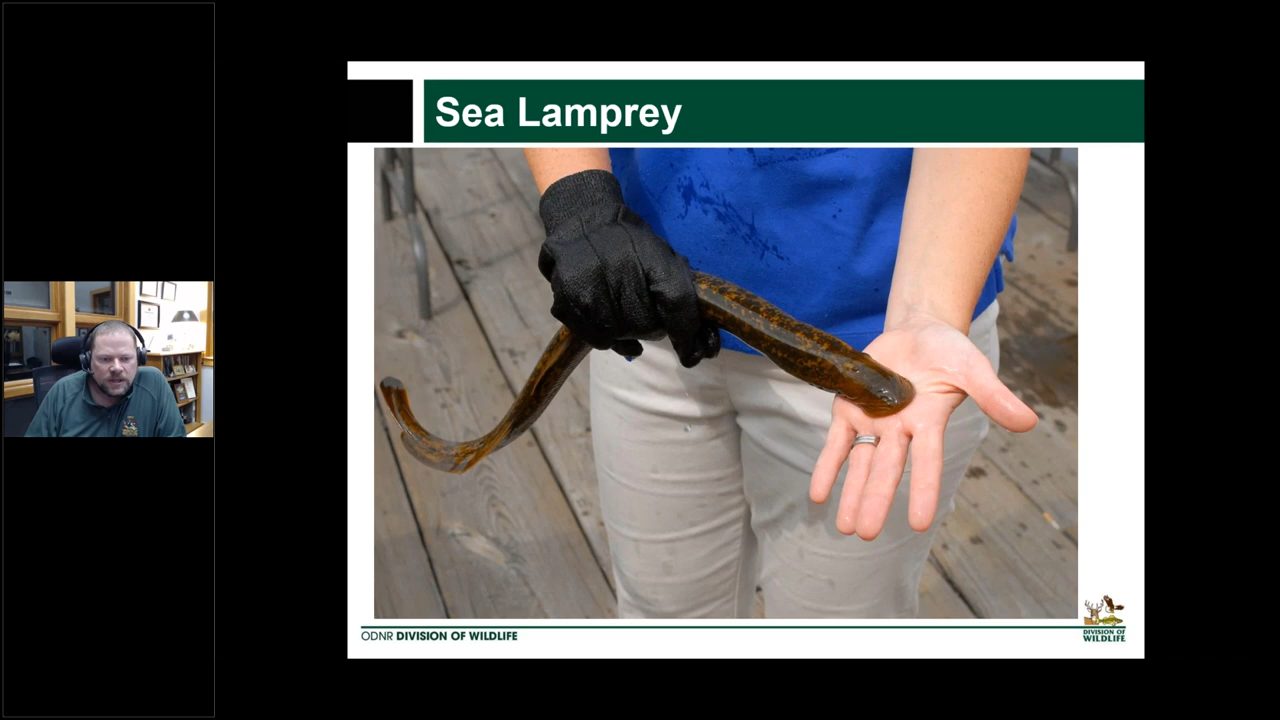 Sea Lamprey
ODNR DIVISION OF WILDLIFE
DIVISION OF
WILDLIFE